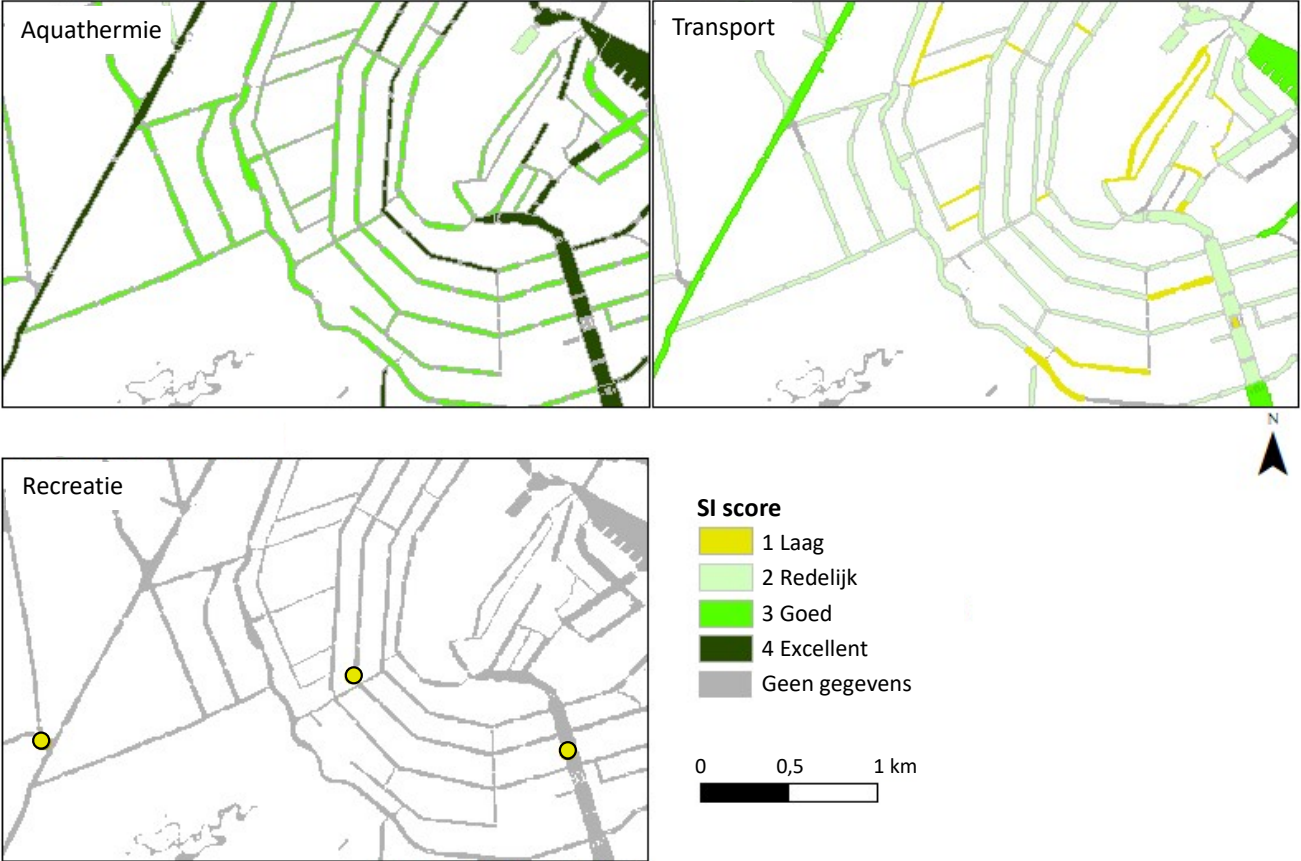 Aquathermie
Transport
N
Recreatie
SI score
1 Laag
2 Redelijk
3 Goed
4 Excellent
Geen gegevens
0 0,5 1 km